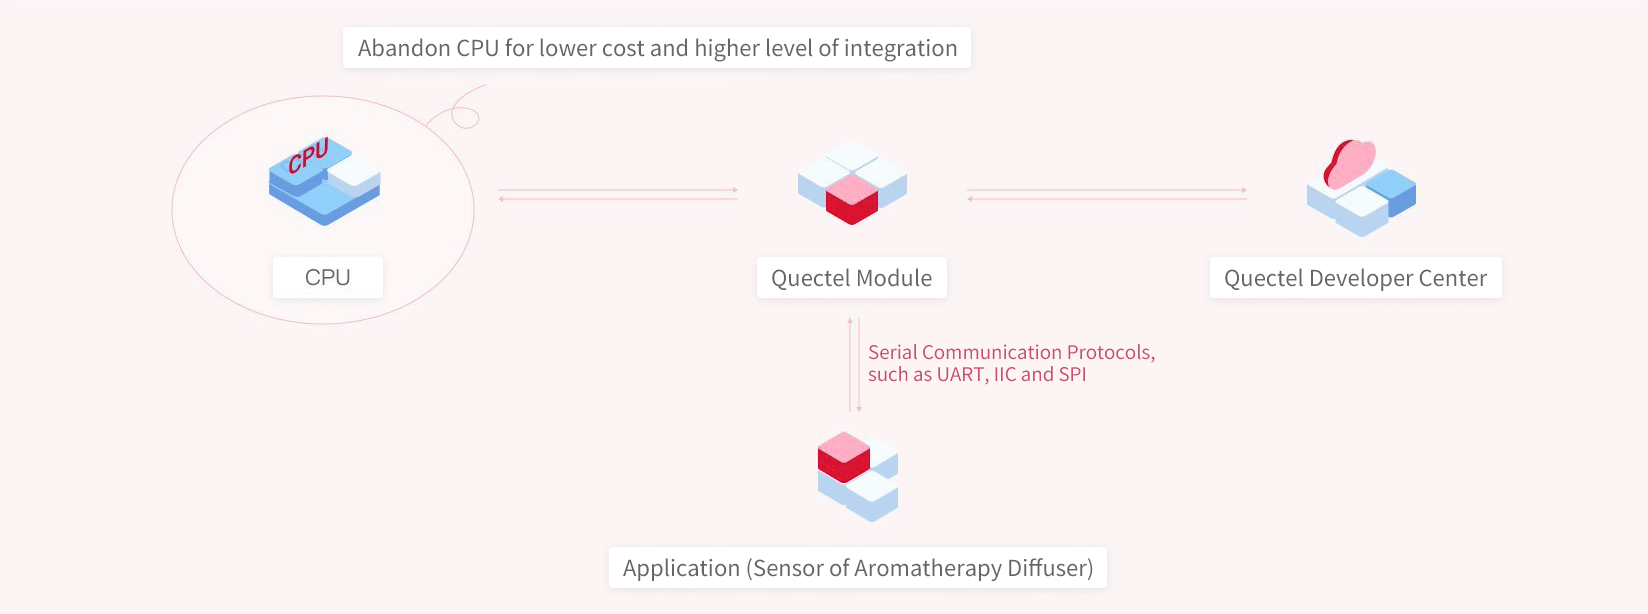 Abandon CPU for lower cost and higher level of integration
CPU
CPU
Quectel Module
Quectel Developer Center
Serial Communication Protocols,
such as UART, IIC and SPI
Application (Sensor of Aromatherapy Diffuser)